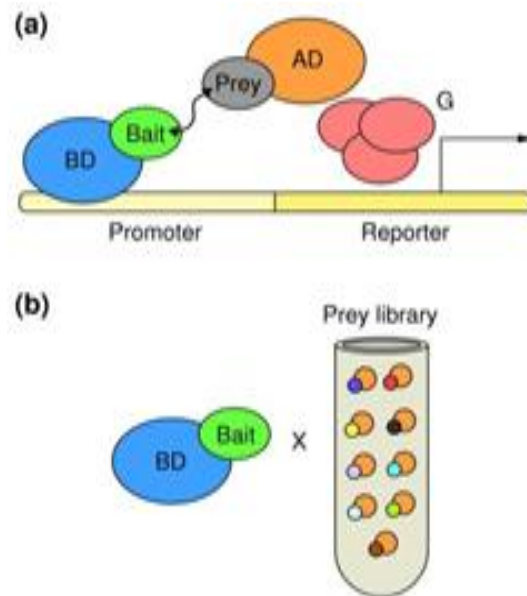 (a)
AD
Prey
G
Bait
BD
Promoter Reporter
(b)
Prey library
Bait
BD
X